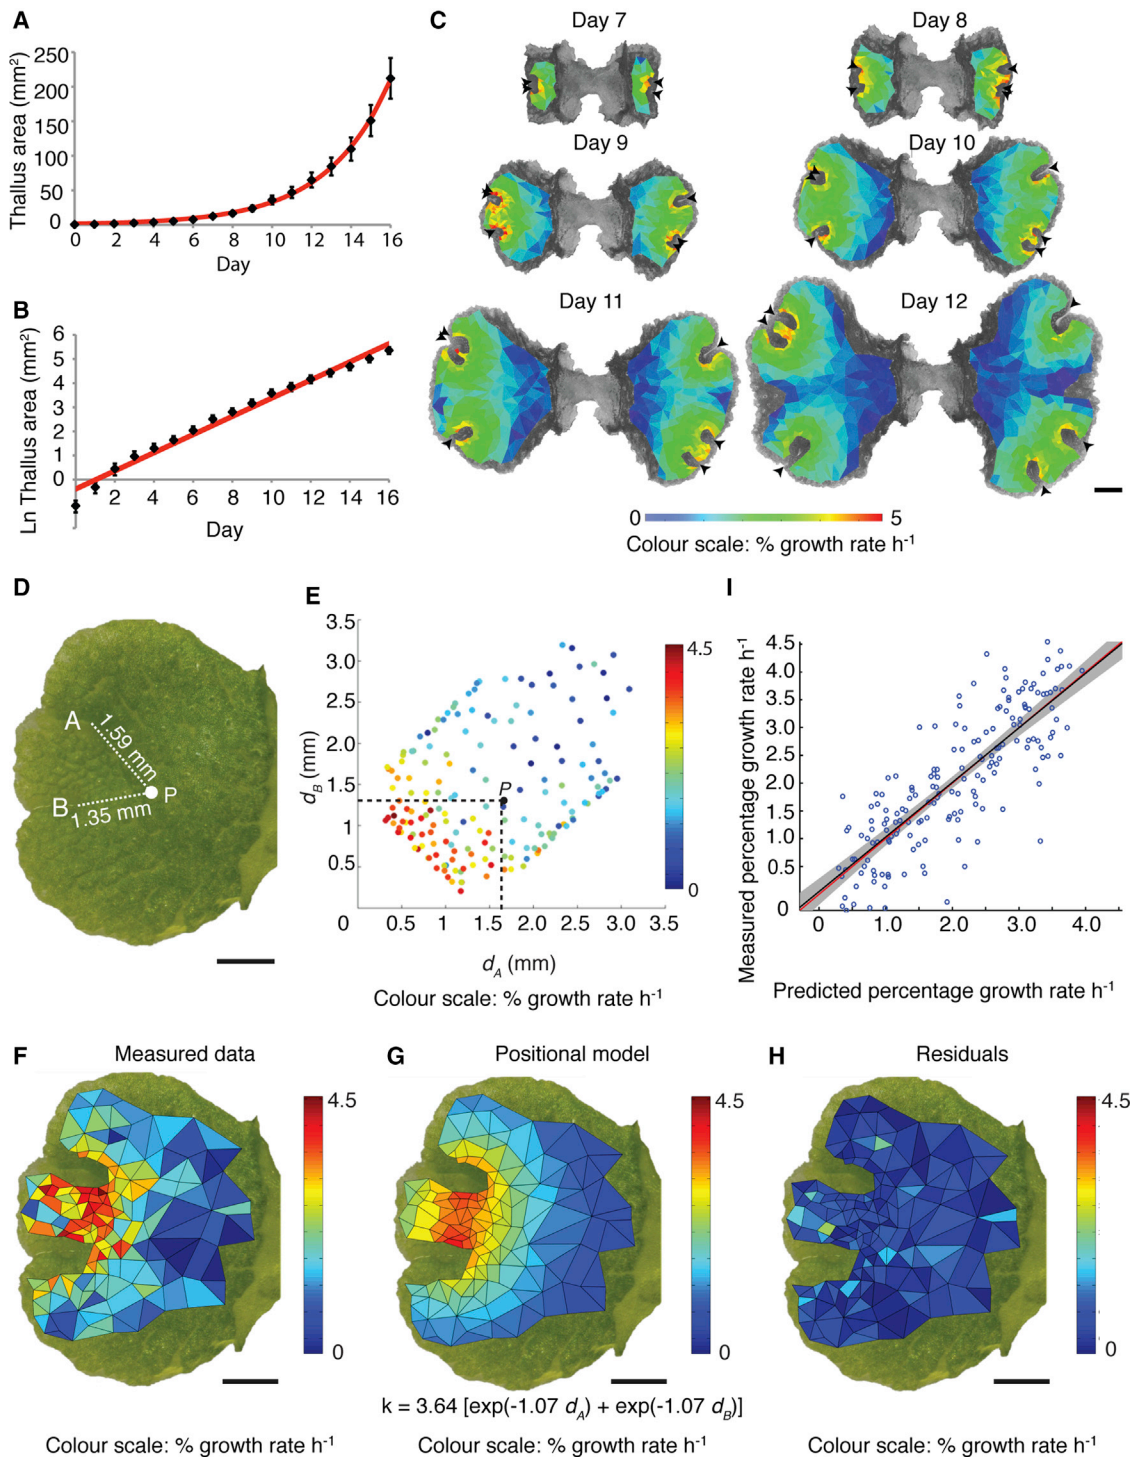 A
Thallus area (mm²)
250
200
150
100
50
0
0 2 4 6 8 10 12 14 16
Day
B
Ln Thallus area (mm²)
6
5
4
3
2
1
0
2 4 6 8 10 12 14 16
Day
C
Day 7
Day 8
Day 9
Day 10
Day 11
Day 12
0 5
Colour scale: % growth rate h⁻¹
D
A
1.59 mm
B
P
1.35 mm
E
d_B (mm)
3.5
3.0
2.5
2.0
1.5
1
0.5
P
0 0.5 1.0 1.5 2.0 2.5 3.0 3.5
d_A (mm)
4.5
0
Colour scale: % growth rate h⁻¹
I
Measured percentage growth rate h⁻¹
4.5
4.0
3.5
3.0
2.5
2.0
1.5
1.0
0.5
0
0 1.0 2.0 3.0 4.0
Predicted percentage growth rate h⁻¹
F
Measured data
4.5
0
Colour scale: % growth rate h⁻¹
G
Positional model
4.5
0
k = 3.64 [exp(-1.07 d_A) + exp(-1.07 d_B)]
Colour scale: % growth rate h⁻¹
H
Residuals
4.5
0
Colour scale: % growth rate h⁻¹